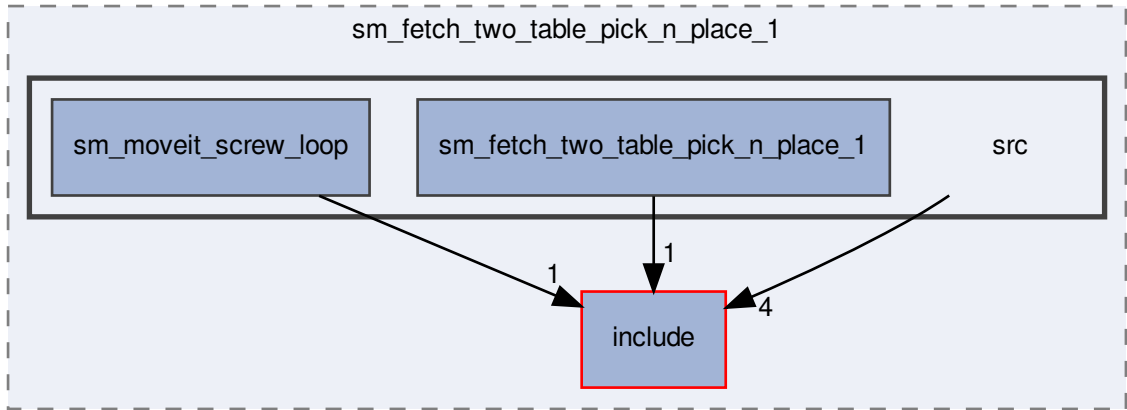 sm_fetch_two_table_pick_n_place_1
sm_moveit_screw_loop
sm_fetch_two_table_pick_n_place_1
src
1
1
4
include